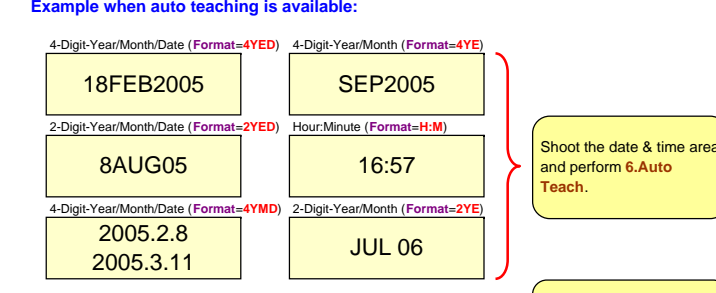 Example when auto teaching is available:
4-Digit-Year/Month/Date (Format=4YED) 4-Digit-Year/Month (Format=4YE)
18FEB2005 SEP2005
2-Digit-Year/Month/Date (Format=2YED) Hour:Minute (Format=H:M)
8AUG05 16:57
4-Digit-Year/Month/Date (Format=4YMD) 2-Digit-Year/Month (Format=2YE)
2005.2.8
2005.3.11
JUL 06
Shoot the date & time area
and perform 6.Auto
Teach.